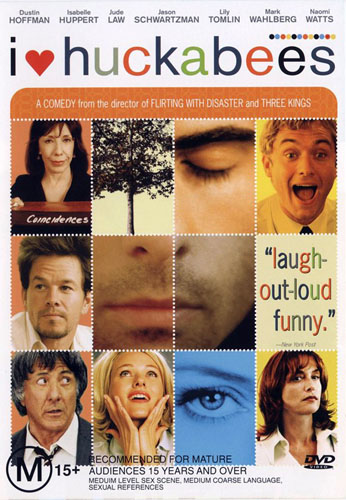 Dustin Isabelle Jude Jason Lily Mark Naomi
HOFFMAN HUPPERT LAW SCHWARTZMAN TOMLIN WAHLBERG WATTS
i♥huckabees
A COMEDY from the director of FLIRTING WITH DISASTER and THREE KINGS
Coincidences
"laugh-
out-loud
funny."
—New York Post
M 15+
RECOMMENDED FOR MATURE
AUDIENCES 15 YEARS AND OVER
MEDUIM LEVEL SEX SCENE, MEDIUM COARSE LANGUAGE,
SEXUAL REFERENCES
DVD
VIDEO